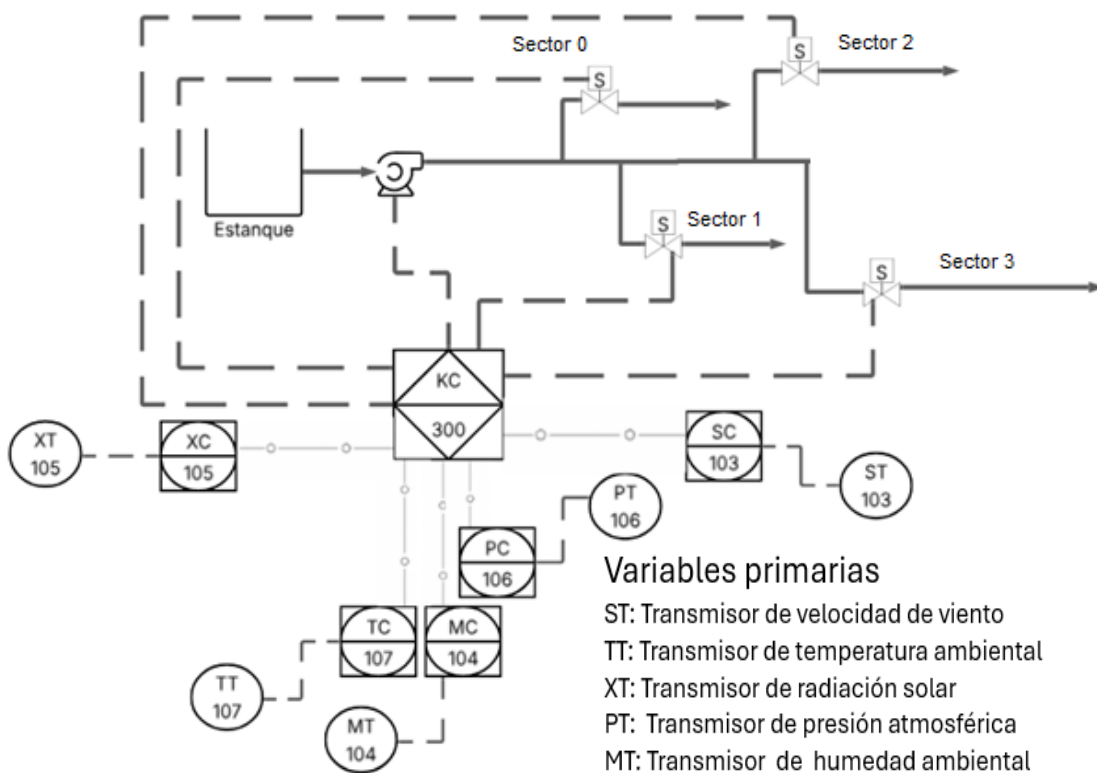 Sector 0
Sector 2
S
S
Estanque
S
Sector 1
S
Sector 3
KC
300
XT
105
XC
105
SC
103
ST
103
PT
106
PC
106
TC
107
MC
104
TT
107
MT
104
Variables primarias
ST: Transmisor de velocidad de viento
TT: Transmisor de temperatura ambiental
XT: Transmisor de radiación solar
PT: Transmisor de presión atmosférica
MT: Transmisor de humedad ambiental